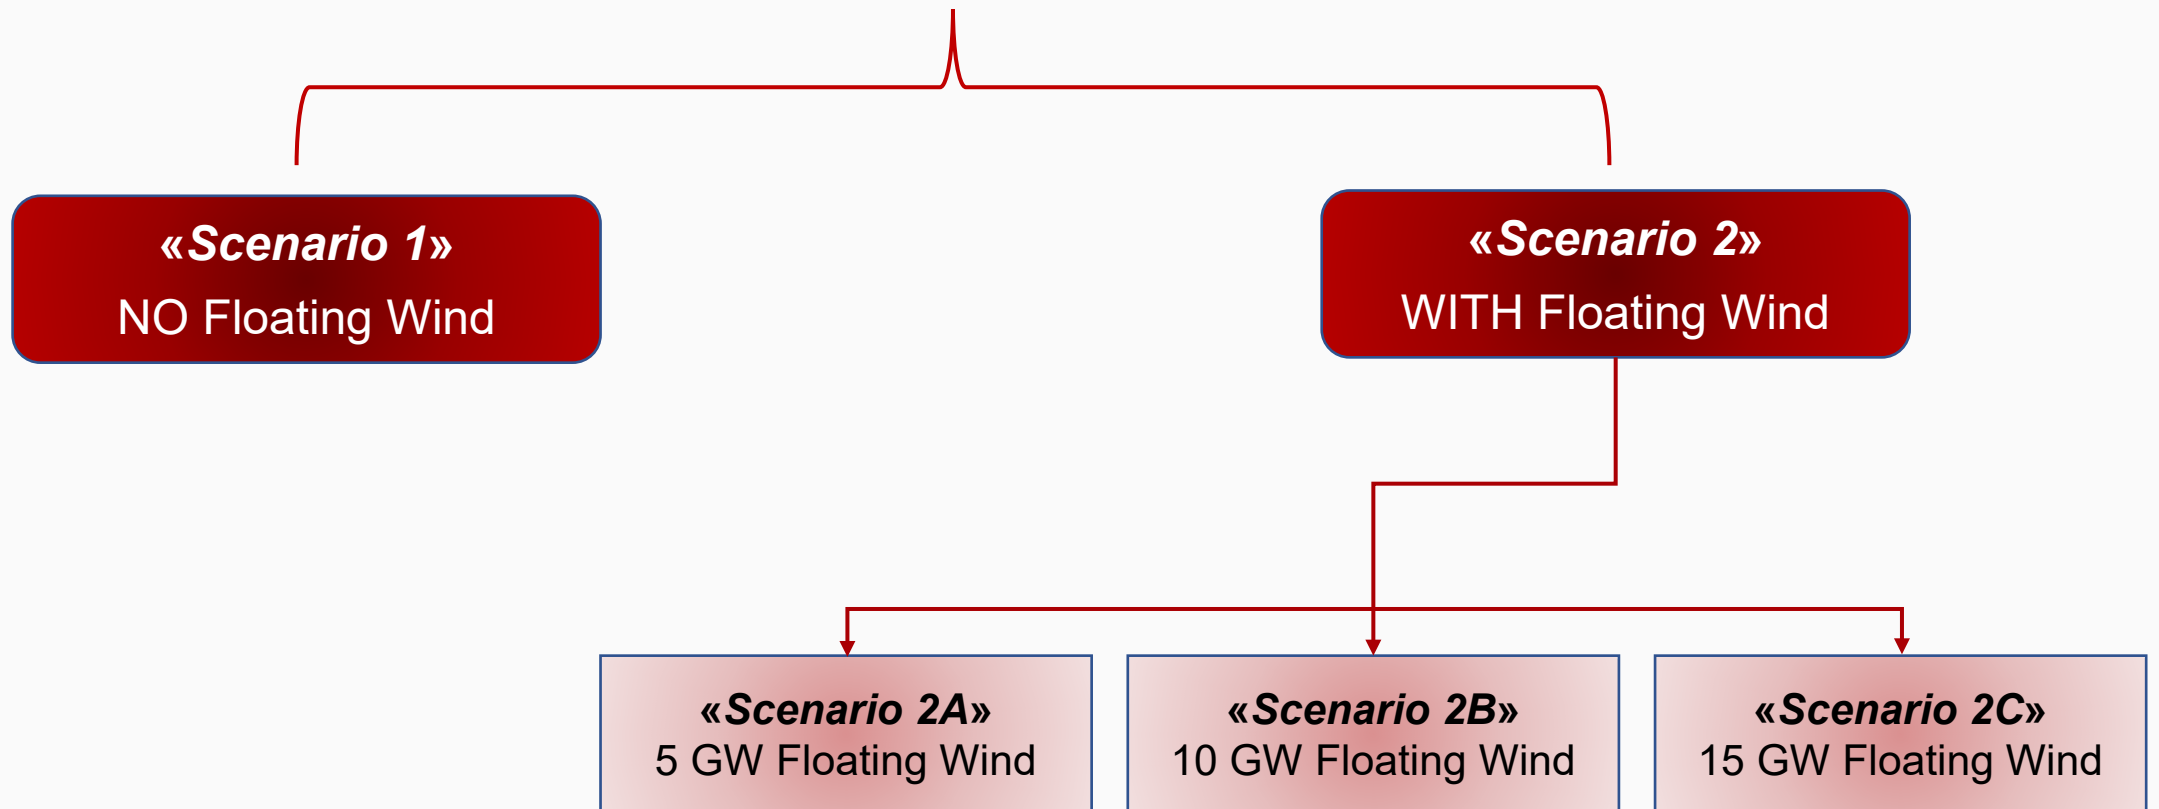 «Scenario 1»
NO Floating Wind
«Scenario 2»
WITH Floating Wind
«Scenario 2A»
5 GW Floating Wind
«Scenario 2B»
10 GW Floating Wind
«Scenario 2C»
15 GW Floating Wind